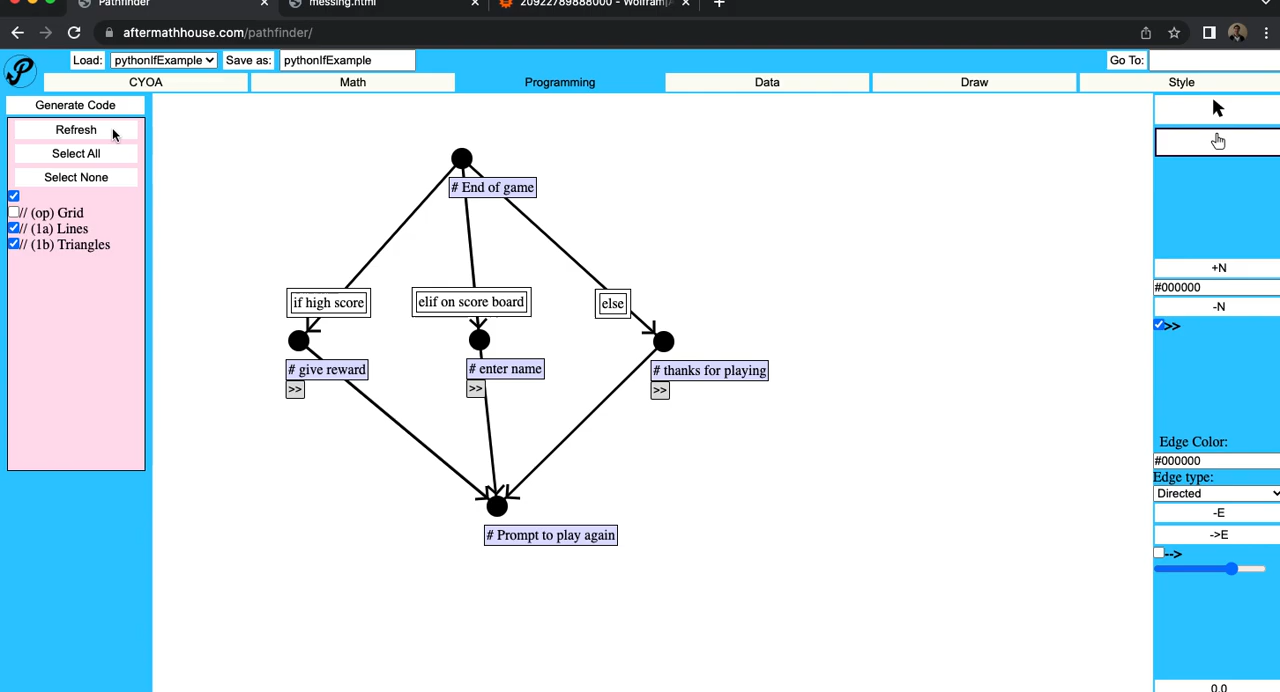 Pathfinder
messing.html
20922789888000 - Wolfram|A
aftermathhouse.com/pathfinder/
Load: pythonIfExample Save as: pythonIfExample Go To:
CYOA Math Programming Data Draw Style
Generate Code
Refresh
Select All
Select None
// (op) Grid
// (1a) Lines
// (1b) Triangles
# End of game
if high score
elif on score board
else
# give reward
>>
# enter name
>>
# thanks for playing
>>
# Prompt to play again
+N
#000000
-N
>>
Edge Color:
#000000
Edge type:
Directed
-E
->E
-->
0.0